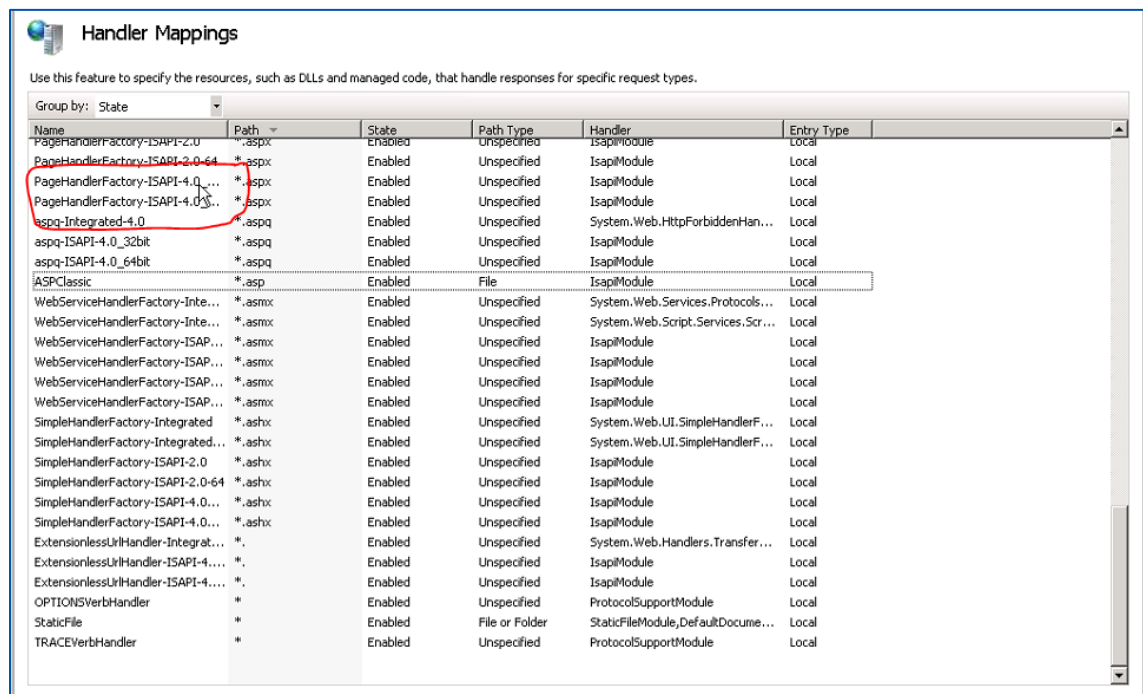 Handler Mappings
Use this feature to specify the resources, such as DLLs and managed code, that handle responses for specific request types.
Group by: State
Name Path State Path Type Handler Entry Type
PageHandlerFactory-ISAPI-2.0 *.aspx Enabled Unspecified IsapiModule Local
PageHandlerFactory-ISAPI-2.0-64 *.aspx Enabled Unspecified IsapiModule Local
PageHandlerFactory-ISAPI-4.0_... *.aspx Enabled Unspecified IsapiModule Local
PageHandlerFactory-ISAPI-4.0_... *.aspx Enabled Unspecified IsapiModule Local
aspq-Integrated-4.0 *.aspq Enabled Unspecified System.Web.HttpForbiddenHan... Local
aspq-ISAPI-4.0_32bit *.aspq Enabled Unspecified IsapiModule Local
aspq-ISAPI-4.0_64bit *.aspq Enabled Unspecified IsapiModule Local
ASPClassic *.asp Enabled File IsapiModule Local
WebServiceHandlerFactory-Inte... *.asmx Enabled Unspecified System.Web.Services.Protocols... Local
WebServiceHandlerFactory-Inte... *.asmx Enabled Unspecified System.Web.Script.Services.Scr... Local
WebServiceHandlerFactory-ISAP... *.asmx Enabled Unspecified IsapiModule Local
WebServiceHandlerFactory-ISAP... *.asmx Enabled Unspecified IsapiModule Local
WebServiceHandlerFactory-ISAP... *.asmx Enabled Unspecified IsapiModule Local
WebServiceHandlerFactory-ISAP... *.asmx Enabled Unspecified IsapiModule Local
SimpleHandlerFactory-Integrated *.ashx Enabled Unspecified System.Web.UI.SimpleHandlerF... Local
SimpleHandlerFactory-Integrated... *.ashx Enabled Unspecified System.Web.UI.SimpleHandlerF... Local
SimpleHandlerFactory-ISAPI-2.0 *.ashx Enabled Unspecified IsapiModule Local
SimpleHandlerFactory-ISAPI-2.0-64 *.ashx Enabled Unspecified IsapiModule Local
SimpleHandlerFactory-ISAPI-4.0... *.ashx Enabled Unspecified IsapiModule Local
SimpleHandlerFactory-ISAPI-4.0... *.ashx Enabled Unspecified IsapiModule Local
ExtensionlessUrlHandler-Integrat... *. Enabled Unspecified System.Web.Handlers.Transfer... Local
ExtensionlessUrlHandler-ISAPI-4.... *. Enabled Unspecified IsapiModule Local
ExtensionlessUrlHandler-ISAPI-4.... *. Enabled Unspecified IsapiModule Local
OPTIONSVerbHandler * Enabled Unspecified ProtocolSupportModule Local
StaticFile * Enabled File or Folder StaticFileModule,DefaultDocume... Local
TRACEVerbHandler * Enabled Unspecified ProtocolSupportModule Local